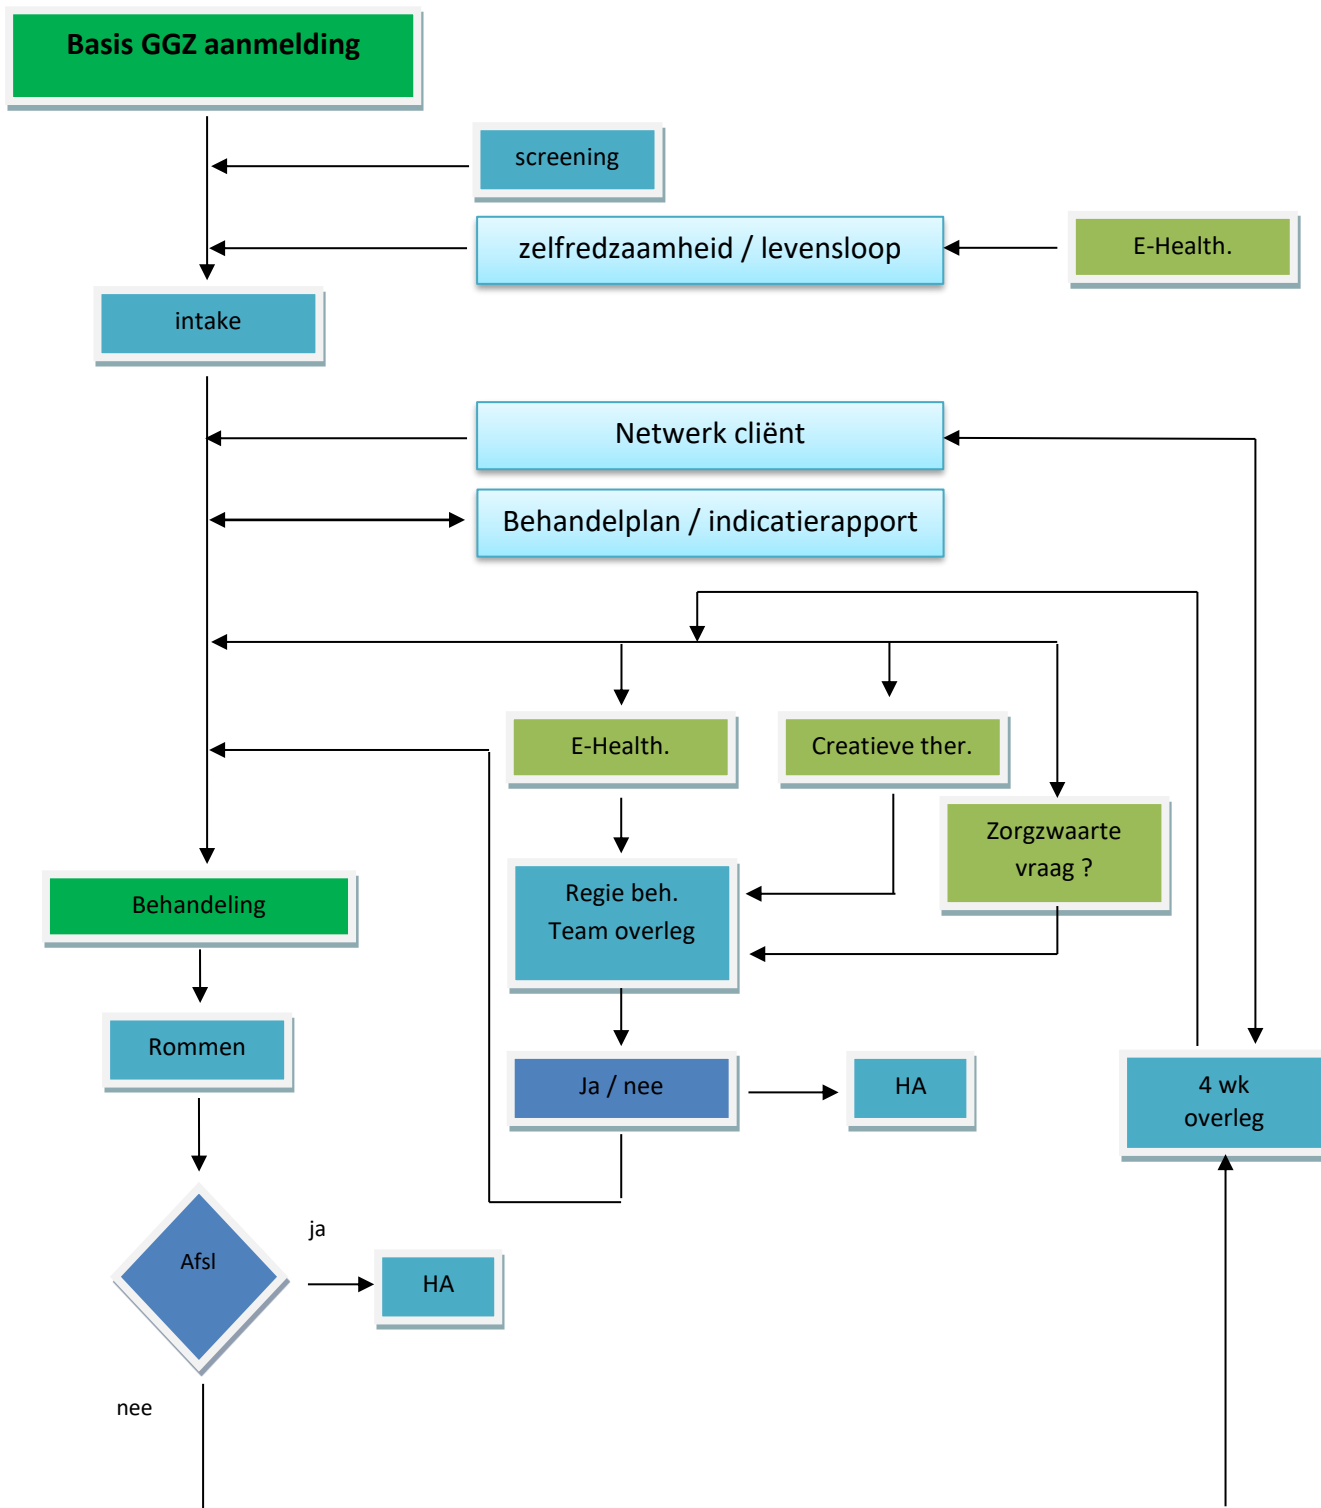 Basis GGZ aanmelding
screening
zelfredzaamheid / levensloop
E-Health.
intake
Netwerk cliënt
Behandelplan / indicatierapport
E-Health.
Creatieve ther.
Zorgzwaarte
vraag ?
Regie beh.
Team overleg
Behandeling
Rommen
Ja / nee
HA
4 wk
overleg
ja
Afsl
HA
nee